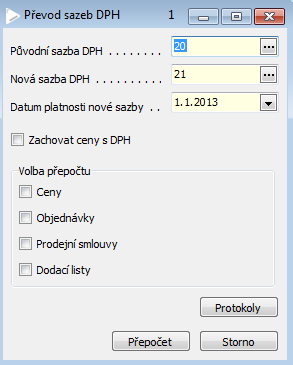 Převod sazeb DPH 1
Původní sazba DPH . . . . . . . . 20 ...
Nová sazba DPH . . . . . . . . . . 21 ...
Datum platnosti nové sazby . . 1.1.2013
Zachovat ceny s DPH
Volba přepočtu
Ceny
Objednávky
Prodejní smlouvy
Dodací listy
Protokoly
Přepočet Storno